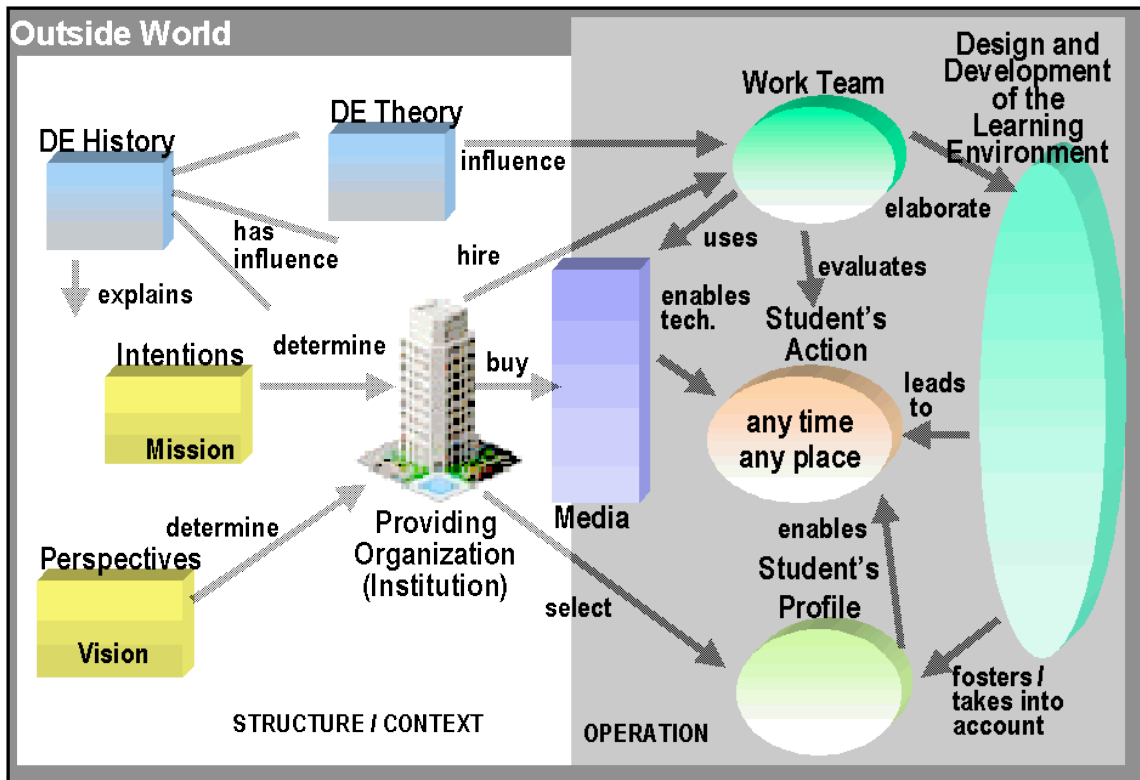 Outside World
DE History
DE Theory
influence
has
influence
explains
Intentions
Mission
determine
hire
buy
determine
Perspectives
Vision
Providing
Organization
(Institution)
select
STRUCTURE / CONTEXT
Work Team
Design and
Development
of the
Learning
Environment
elaborate
uses
evaluates
enables
tech.
Student's
Action
any time
any place
leads
to
Media
enables
Student's
Profile
fosters /
takes into
account
OPERATION